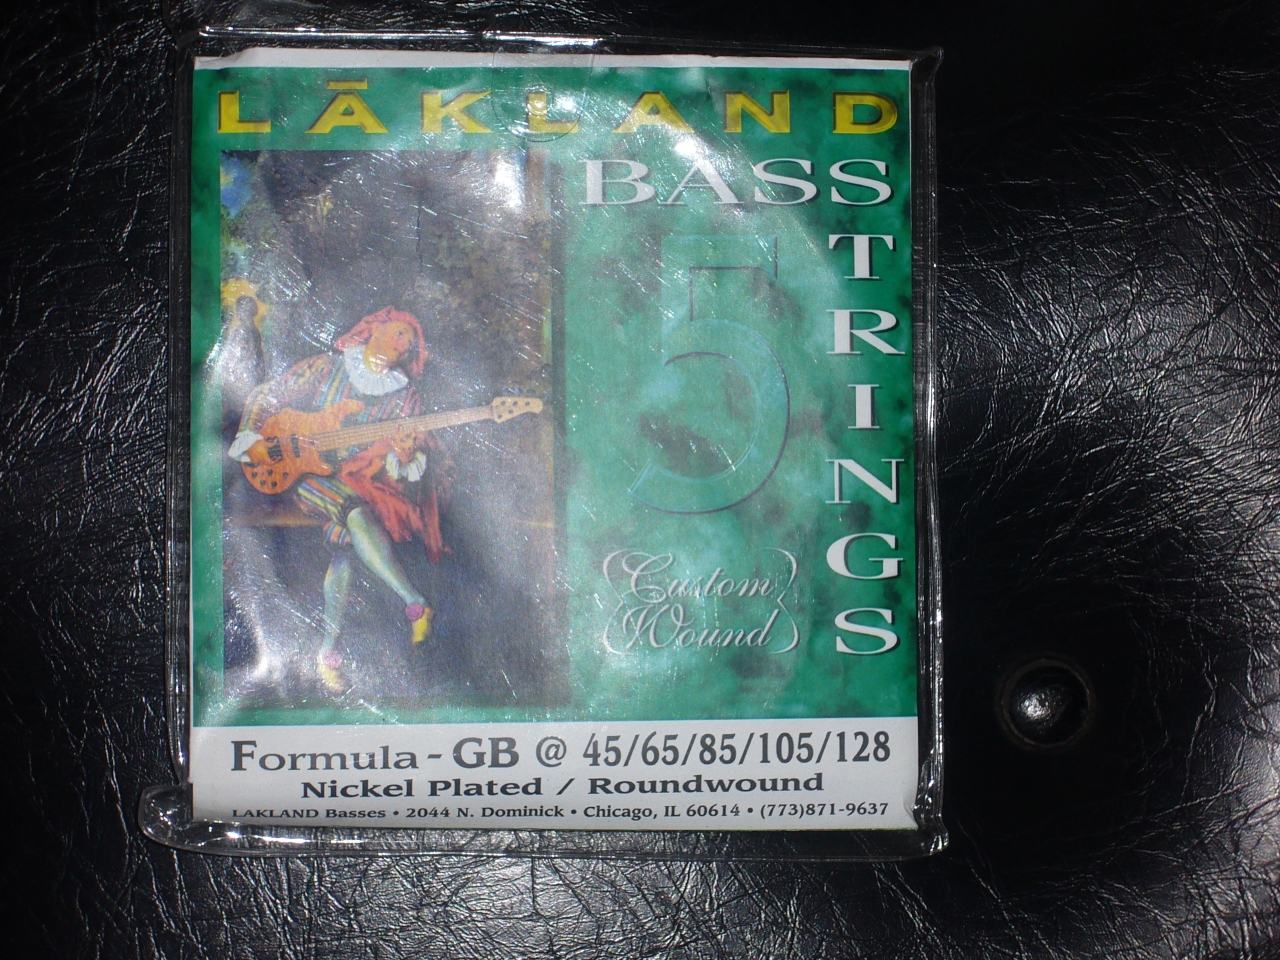 LĀKLAND
BASS
STRINGS
5
Custom
Wound
Formula - GB @ 45/65/85/105/128
Nickel Plated / Roundwound
LAKLAND Basses • 2044 N. Dominick • Chicago, IL 60614 • (773)871-9637